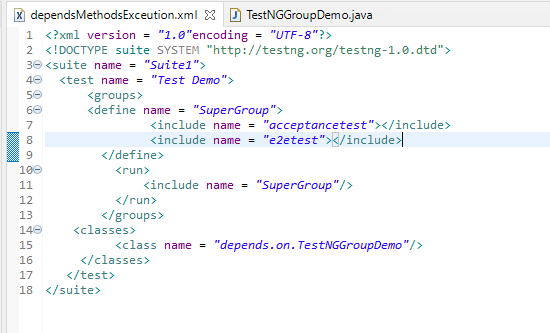 dependsMethodsExceution.xml TestNGGroupDemo.java
1 <?xml version = "1.0"encoding = "UTF-8"?>
2 <!DOCTYPE suite SYSTEM "http://testng.org/testng-1.0.dtd">
3 <suite name = "Suite1">
4 <test name = "Test Demo">
5 <groups>
6 <define name = "SuperGroup">
7 <include name = "acceptancetest"></include>
8 <include name = "e2etest"></include>
9 </define>
10 <run>
11 <include name = "SuperGroup"/>
12 </run>
13 </groups>
14 <classes>
15 <class name = "depends.on.TestNGGroupDemo"/>
16 </classes>
17 </test>
18 </suite>